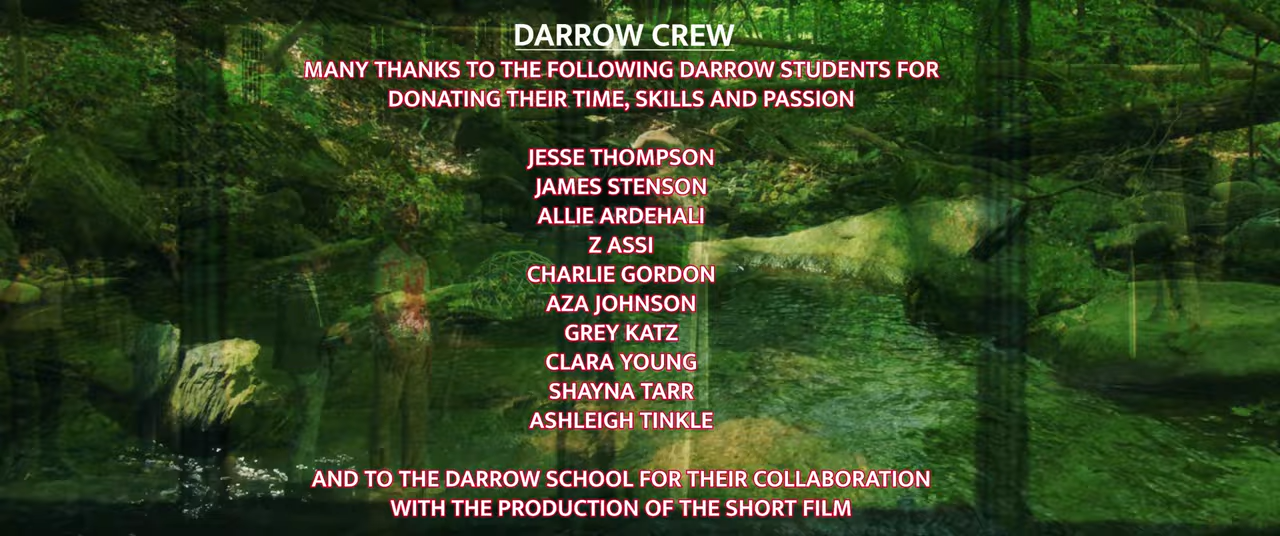 DARROW CREW
MANY THANKS TO THE FOLLOWING DARROW STUDENTS FOR
DONATING THEIR TIME, SKILLS AND PASSION
JESSE THOMPSON
JAMES STENSON
ALLIE ARDEHALI
Z ASSI
CHARLIE GORDON
AZA JOHNSON
GREY KATZ
CLARA YOUNG
SHAYNA TARR
ASHLEIGH TINKLE
AND TO THE DARROW SCHOOL FOR THEIR COLLABORATION
WITH THE PRODUCTION OF THE SHORT FILM